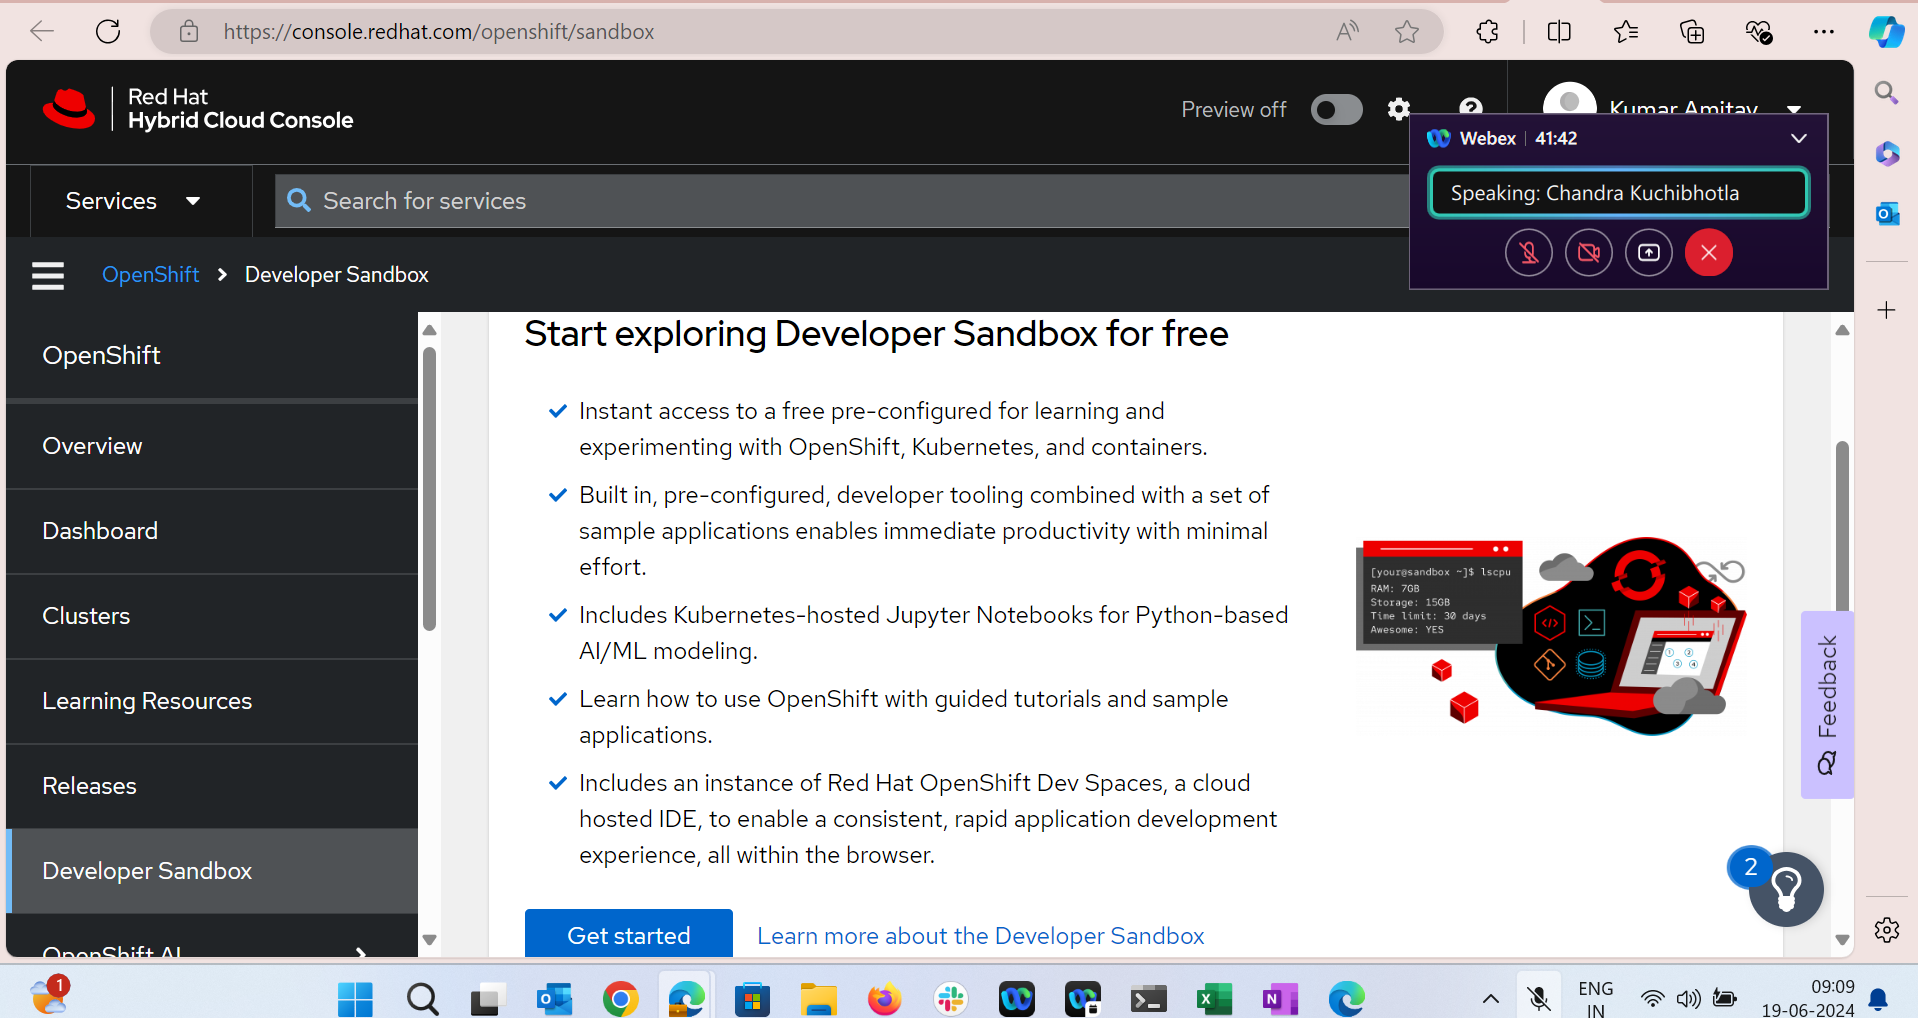 https://console.redhat.com/openshift/sandbox
Red Hat
Hybrid Cloud Console
Preview off
Kumar Amitav
Webex | 41:42
Speaking: Chandra Kuchibhotla
Services
Search for services
OpenShift > Developer Sandbox
OpenShift
Overview
Dashboard
Clusters
Learning Resources
Releases
Developer Sandbox
OpenShift AI
Start exploring Developer Sandbox for free
Instant access to a free pre-configured for learning and
experimenting with OpenShift, Kubernetes, and containers.
Built in, pre-configured, developer tooling combined with a set of
sample applications enables immediate productivity with minimal
effort.
Includes Kubernetes-hosted Jupyter Notebooks for Python-based
AI/ML modeling.
Learn how to use OpenShift with guided tutorials and sample
applications.
Includes an instance of Red Hat OpenShift Dev Spaces, a cloud
hosted IDE, to enable a consistent, rapid application development
experience, all within the browser.
Get started
Learn more about the Developer Sandbox
[your@sandbox ~]$ lscpu
RAM: 7GB
Storage: 15GB
Time limit: 30 days
Awesome: YES
Feedback
2
1
ENG
IN
09:09
19-06-2024